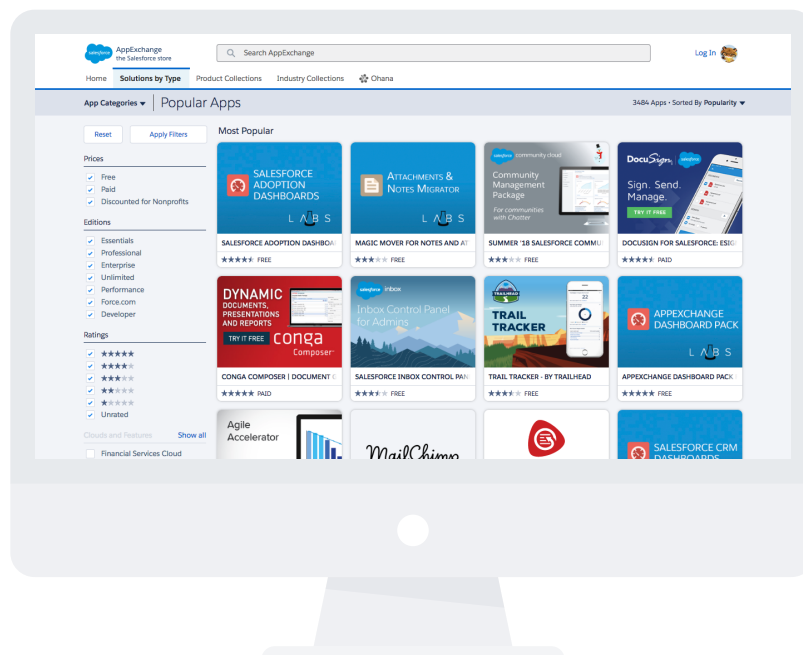 salesforce
AppExchange
the Salesforce store
Search AppExchange
Log In
Home Solutions by Type Product Collections Industry Collections Ohana
App Categories Popular Apps
3484 Apps • Sorted By Popularity
Reset Apply Filters
Prices
Free
Paid
Discounted for Nonprofits
Editions
Essentials
Professional
Enterprise
Unlimited
Performance
Force.com
Developer
Ratings
Unrated
Clouds and Features Show all
Financial Services Cloud
Most Popular
SALESFORCE
ADOPTION
DASHBOARDS
LABS
SALESFORCE ADOPTION DASHBOA
FREE
ATTACHMENTS &
NOTES MIGRATOR
LABS
MAGIC MOVER FOR NOTES AND AT
FREE
salesforce community cloud
Community
Management
Package
For communities
with Chatter
SUMMER '18 SALESFORCE COMMU
FREE
DocuSign salesforce
Sign. Send.
Manage.
TRY IT FREE
DOCUSIGN FOR SALESFORCE: ESIG
PAID
DYNAMIC
DOCUMENTS,
PRESENTATIONS
AND REPORTS
TRY IT FREE conga
Composer
CONGA COMPOSER | DOCUMENT G
PAID
salesforce inbox
Inbox Control Panel
for Admins
SALESFORCE INBOX CONTROL PAN
FREE
TRAILHEAD
TRAIL
TRACKER
22
TRAIL TRACKER - BY TRAILHEAD
FREE
APPEXCHANGE
DASHBOARD PACK
LABS
APPEXCHANGE DASHBOARD PACK
FREE
Agile
Accelerator
MailChimp
SALESFORCE CRM
DASHBOARDS